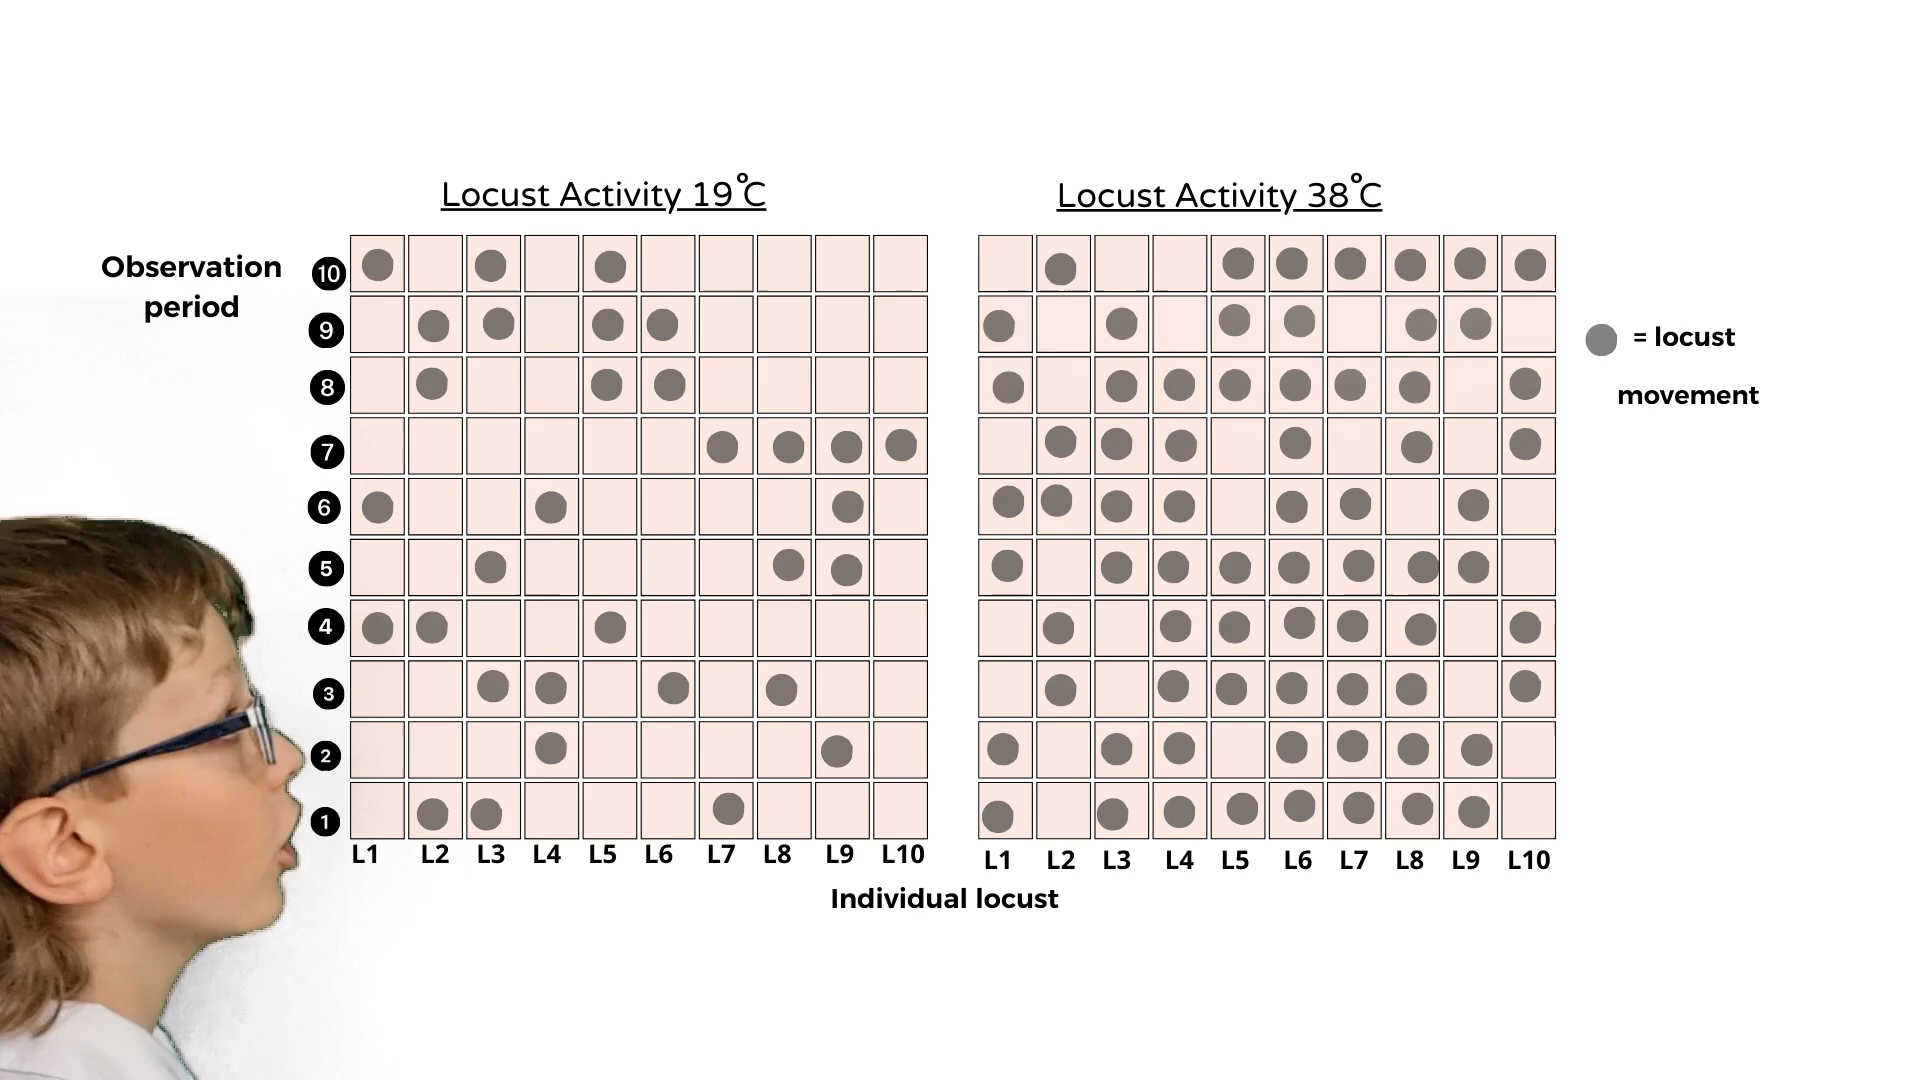 Locust Activity 19°C
Locust Activity 38°C
Observation
period
10
9
8
7
6
5
4
3
2
1
= locust
movement
L1 L2 L3 L4 L5 L6 L7 L8 L9 L10
L1 L2 L3 L4 L5 L6 L7 L8 L9 L10
Individual locust